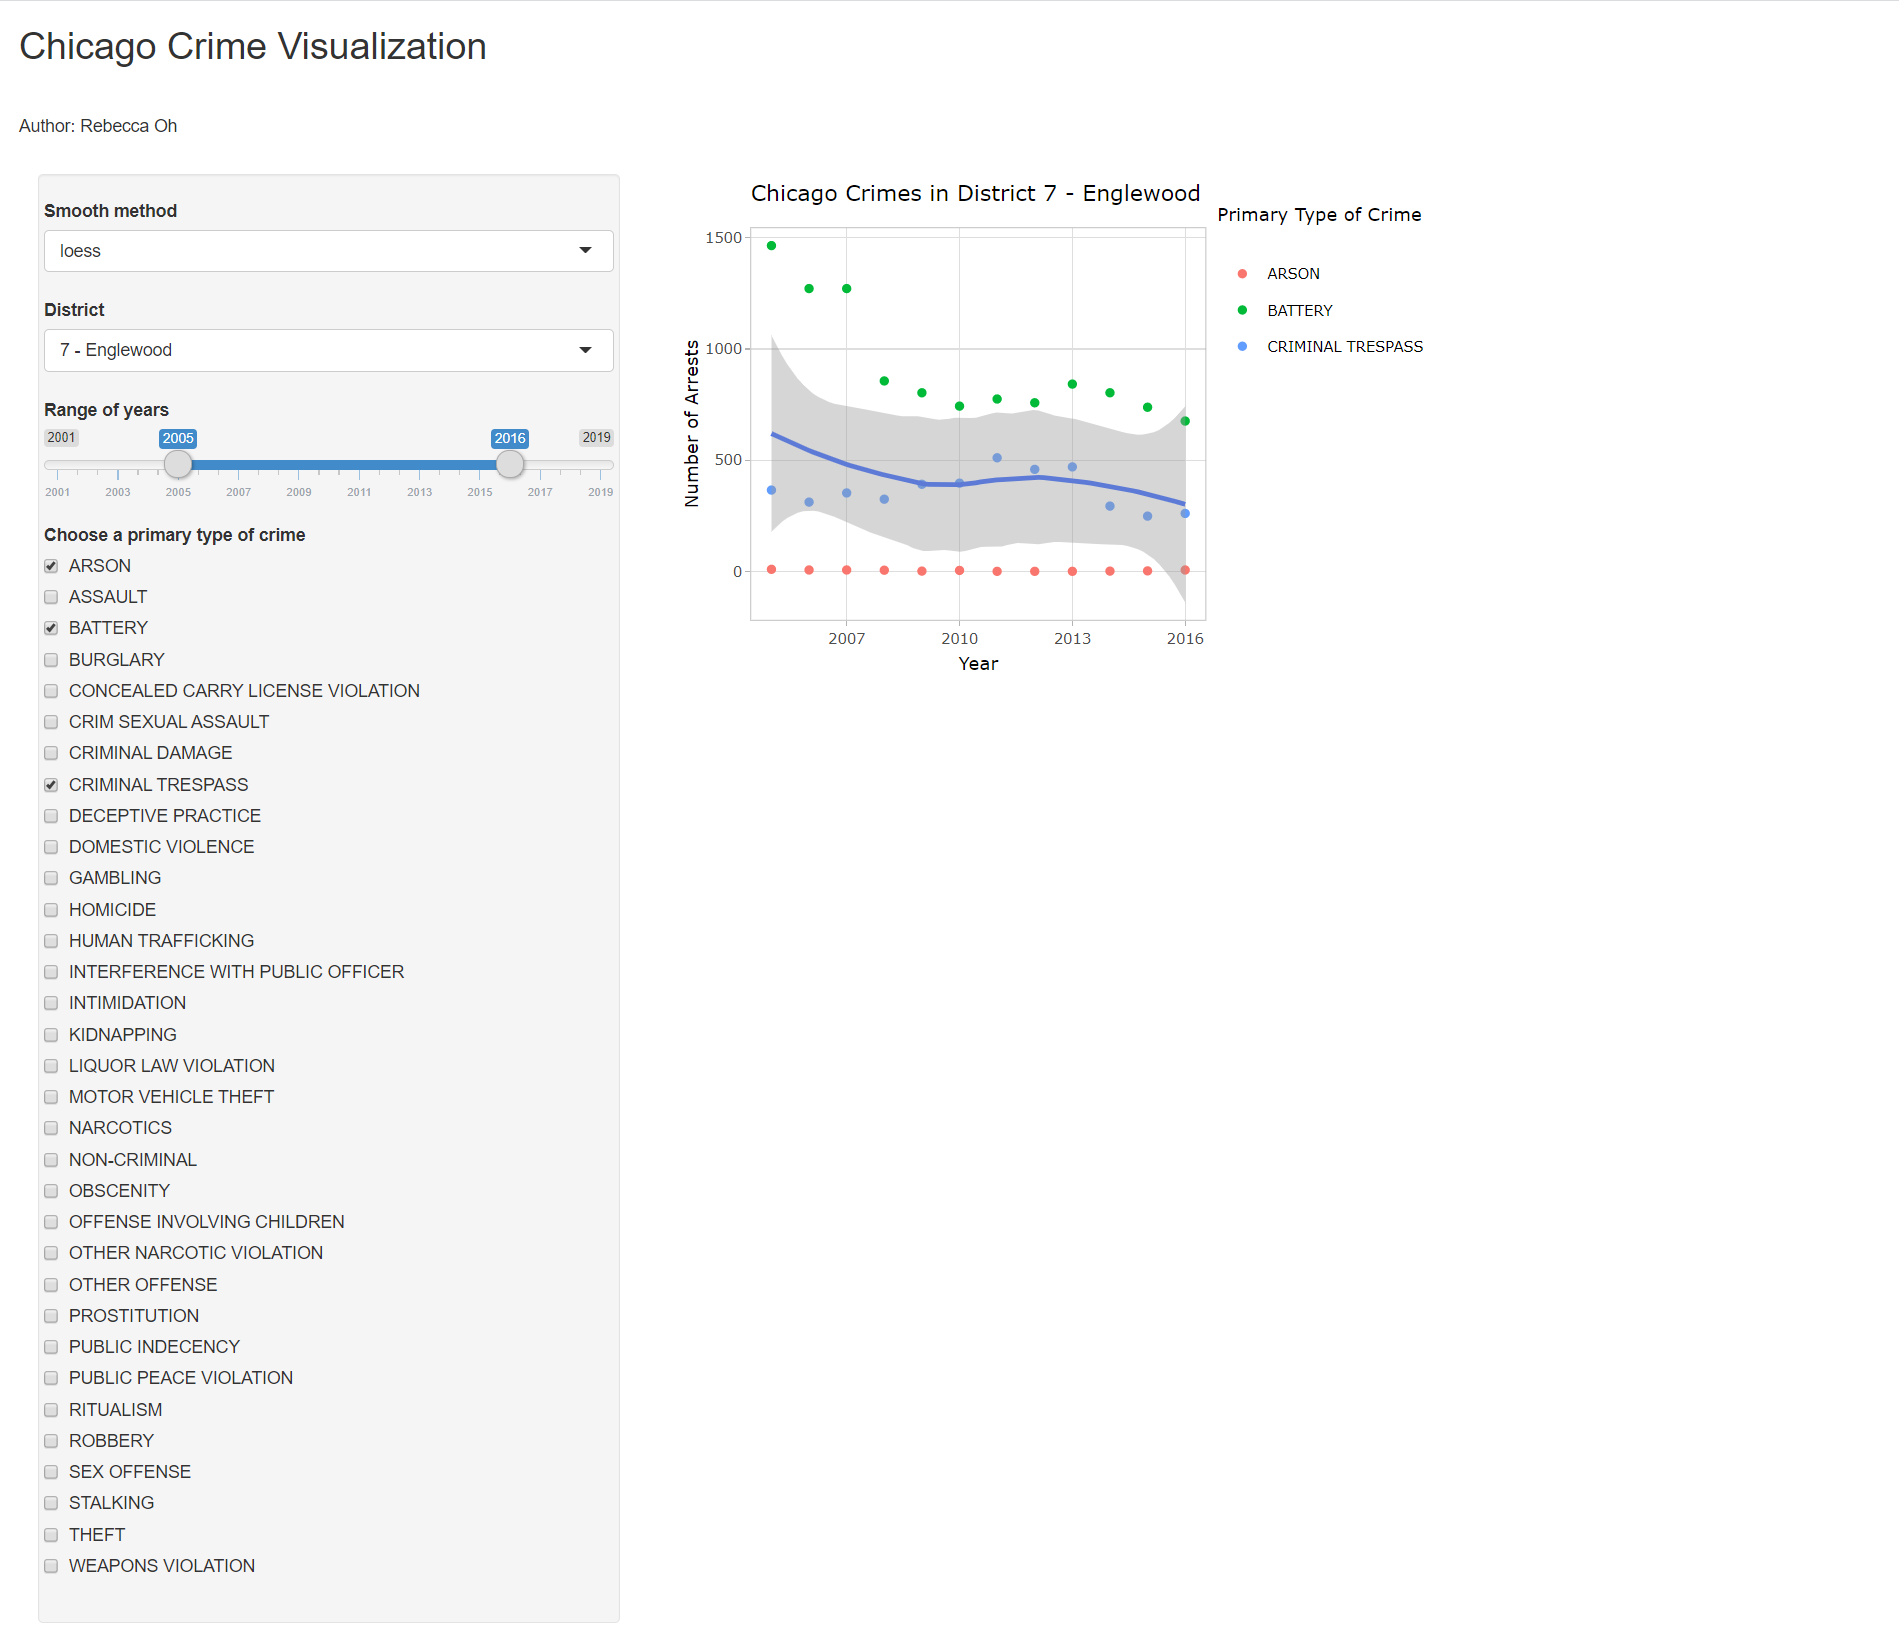 Chicago Crime Visualization
Author: Rebecca Oh
Smooth method
loess
District
7 - Englewood
Range of years
2001 2005 2016 2019
2001 2003 2005 2007 2009 2011 2013 2015 2017 2019
Choose a primary type of crime
ARSON
ASSAULT
BATTERY
BURGLARY
CONCEALED CARRY LICENSE VIOLATION
CRIM SEXUAL ASSAULT
CRIMINAL DAMAGE
CRIMINAL TRESPASS
DECEPTIVE PRACTICE
DOMESTIC VIOLENCE
GAMBLING
HOMICIDE
HUMAN TRAFFICKING
INTERFERENCE WITH PUBLIC OFFICER
INTIMIDATION
KIDNAPPING
LIQUOR LAW VIOLATION
MOTOR VEHICLE THEFT
NARCOTICS
NON-CRIMINAL
OBSCENITY
OFFENSE INVOLVING CHILDREN
OTHER NARCOTIC VIOLATION
OTHER OFFENSE
PROSTITUTION
PUBLIC INDECENCY
PUBLIC PEACE VIOLATION
RITUALISM
ROBBERY
SEX OFFENSE
STALKING
THEFT
WEAPONS VIOLATION
Chicago Crimes in District 7 - Englewood
Number of Arrests
1500
1000
500
0
2007 2010 2013 2016
Year
Primary Type of Crime
ARSON
BATTERY
CRIMINAL TRESPASS